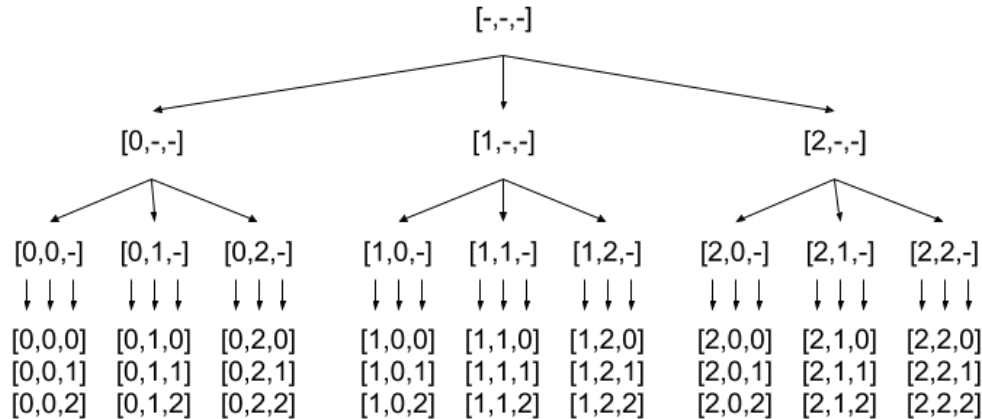 [-,-,-]
[0,-,-] [1,-,-] [2,-,-]
[0,0,-] [0,1,-] [0,2,-] [1,0,-] [1,1,-] [1,2,-] [2,0,-] [2,1,-] [2,2,-]
[0,0,0] [0,1,0] [0,2,0] [1,0,0] [1,1,0] [1,2,0] [2,0,0] [2,1,0] [2,2,0]
[0,0,1] [0,1,1] [0,2,1] [1,0,1] [1,1,1] [1,2,1] [2,0,1] [2,1,1] [2,2,1]
[0,0,2] [0,1,2] [0,2,2] [1,0,2] [1,1,2] [1,2,2] [2,0,2] [2,1,2] [2,2,2]